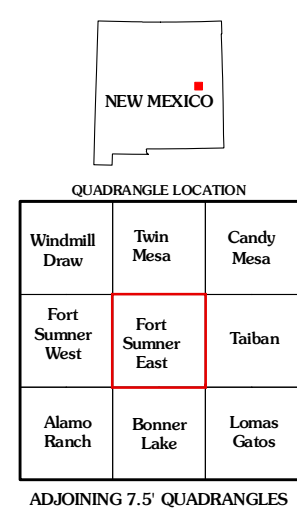 NEW MEXICO
QUADRANGLE LOCATION
Windmill
Draw
Twin
Mesa
Candy
Mesa
Fort
Sumner
West
Fort
Sumner
East
Taiban
Alamo
Ranch
Bonner
Lake
Lomas
Gatos
ADJOINING 7.5' QUADRANGLES